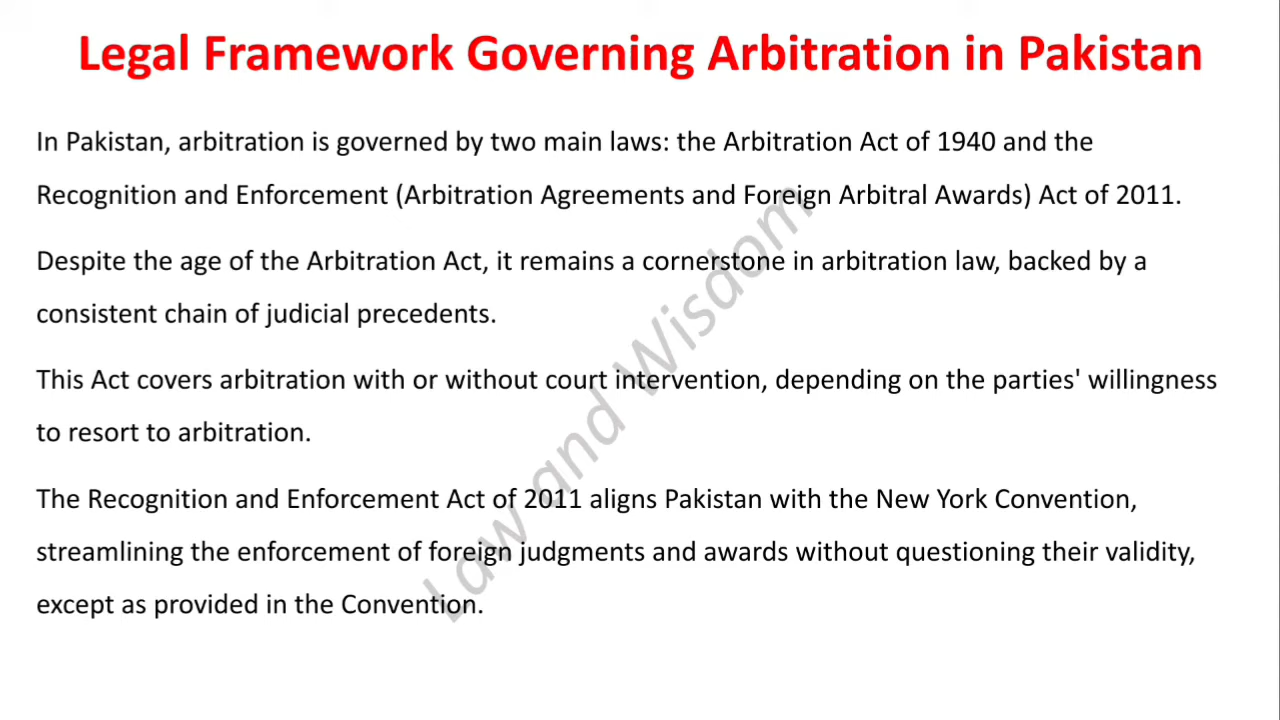 Legal Framework Governing Arbitration in Pakistan
In Pakistan, arbitration is governed by two main laws: the Arbitration Act of 1940 and the
Recognition and Enforcement (Arbitration Agreements and Foreign Arbitral Awards) Act of 2011.
Despite the age of the Arbitration Act, it remains a cornerstone in arbitration law, backed by a
consistent chain of judicial precedents.
This Act covers arbitration with or without court intervention, depending on the parties' willingness
to resort to arbitration.
The Recognition and Enforcement Act of 2011 aligns Pakistan with the New York Convention,
streamlining the enforcement of foreign judgments and awards without questioning their validity,
except as provided in the Convention.
Law and Wisdom